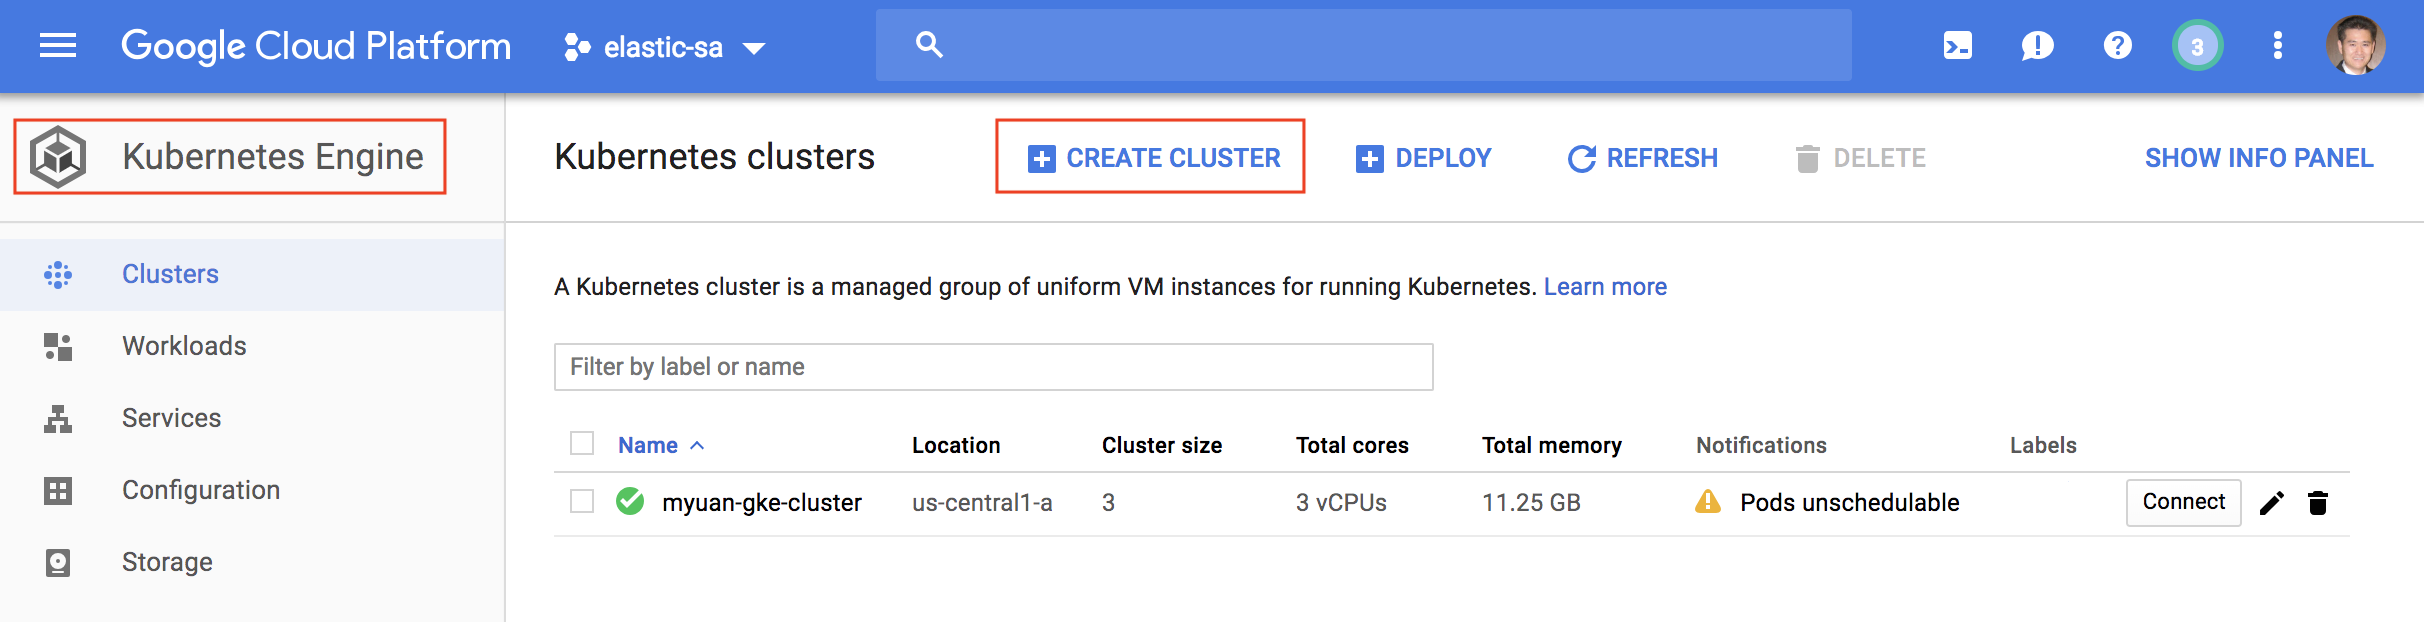 Google Cloud Platform elastic-sa 3
Kubernetes Engine
Kubernetes clusters CREATE CLUSTER DEPLOY REFRESH DELETE SHOW INFO PANEL
Clusters
Workloads
Services
Configuration
Storage
A Kubernetes cluster is a managed group of uniform VM instances for running Kubernetes. Learn more
Filter by label or name
Name Location Cluster size Total cores Total memory Notifications Labels
myuan-gke-cluster us-central1-a 3 3 vCPUs 11.25 GB Pods unschedulable Connect